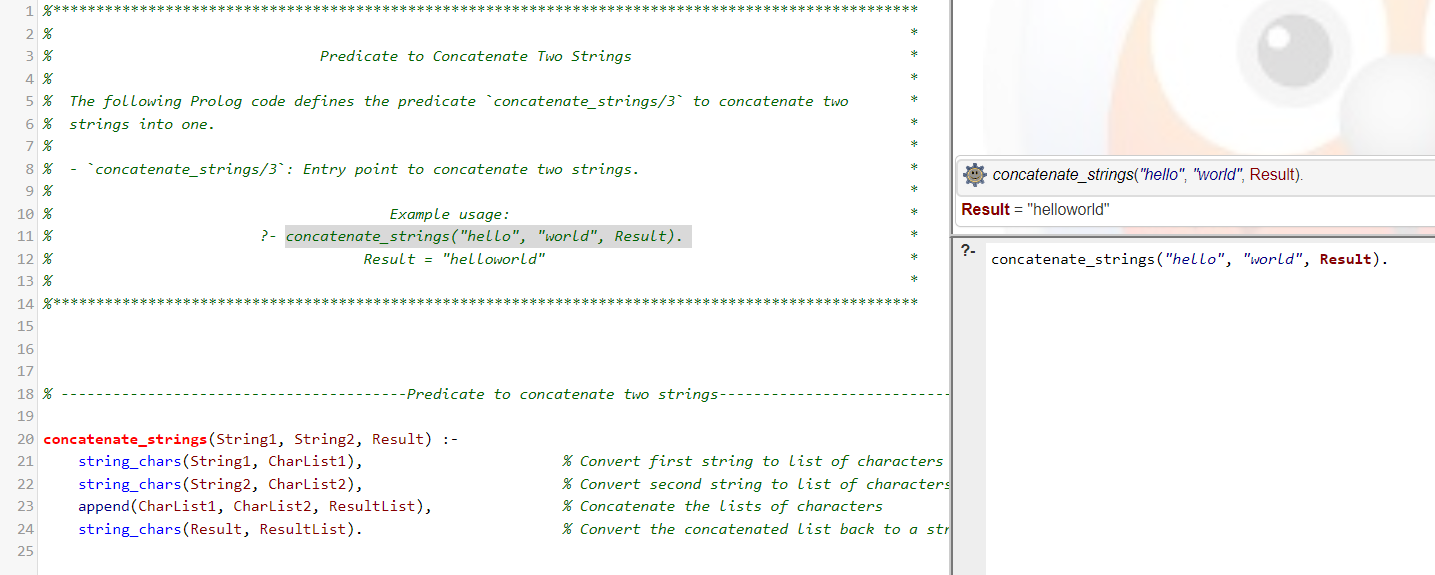 1 %****************************************************************************************************
2 % *
3 % Predicate to Concatenate Two Strings *
4 % *
5 % The following Prolog code defines the predicate `concatenate_strings/3` to concatenate two *
6 % strings into one. *
7 % *
8 % - `concatenate_strings/3`: Entry point to concatenate two strings. *
9 % *
10 % Example usage: *
11 % ?- concatenate_strings("hello", "world", Result). *
12 % Result = "helloworld" *
13 % *
14 %****************************************************************************************************
15
16
17
18 % ----------------------------------------Predicate to concatenate two strings---------------------------
19
20 concatenate_strings(String1, String2, Result) :-
21 string_chars(String1, CharList1), % Convert first string to list of characters
22 string_chars(String2, CharList2), % Convert second string to list of characters
23 append(CharList1, CharList2, ResultList), % Concatenate the lists of characters
24 string_chars(Result, ResultList). % Convert the concatenated list back to a str
25
concatenate_strings("hello", "world", Result).
Result = "helloworld"
?- concatenate_strings("hello", "world", Result).